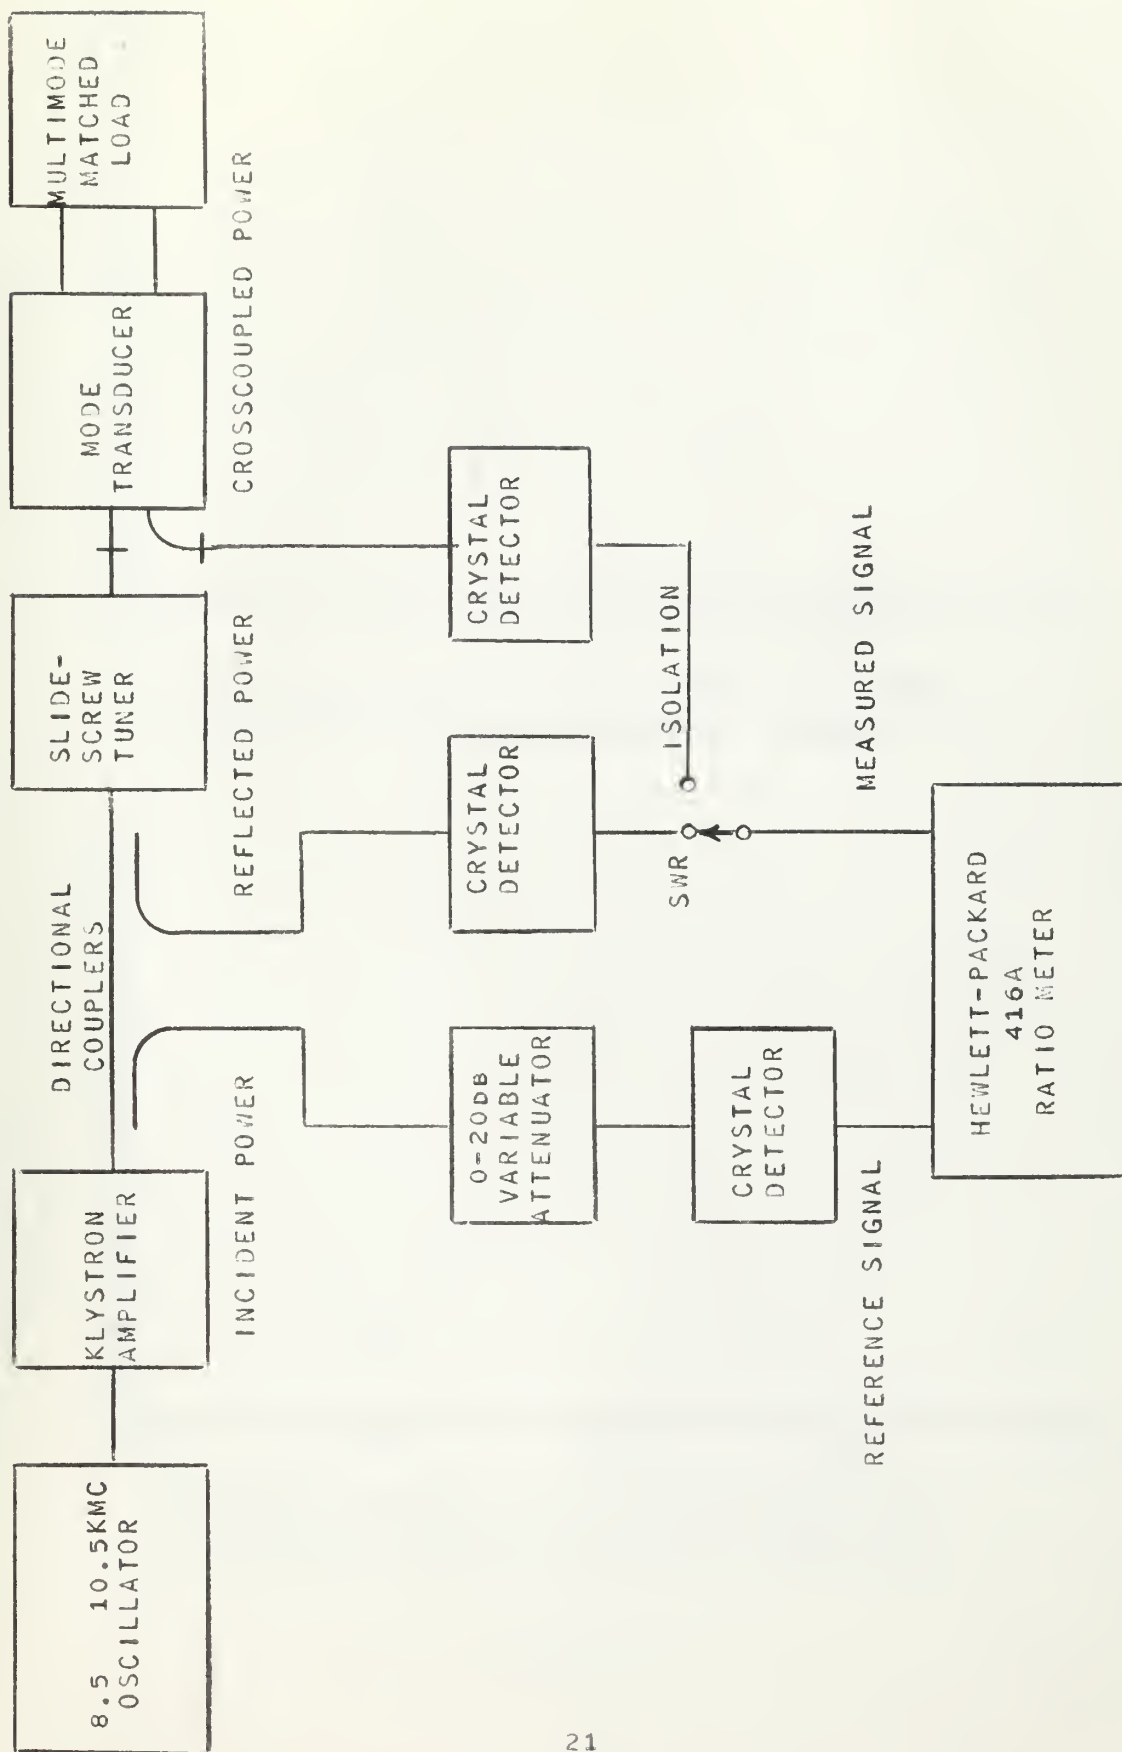 8.5 10.5KMC
OSCILLATOR
KLYSTRON
AMPLIFIER
DIRECTIONAL
COUPLERS
SLIDE-
SCREW
TUNER
MODE
TRANSDUCER
MULTIMODE
MATCHED
LOAD
INCIDENT POWER
REFLECTED POWER
CROSSCOUPLED POWER
0-20DB
VARIABLE
ATTENUATOR
CRYSTAL
DETECTOR
CRYSTAL
DETECTOR
CRYSTAL
DETECTOR
SWR
ISOLATION
REFERENCE SIGNAL
MEASURED SIGNAL
HEWLETT-PACKARD
416A
RATIO METER
21